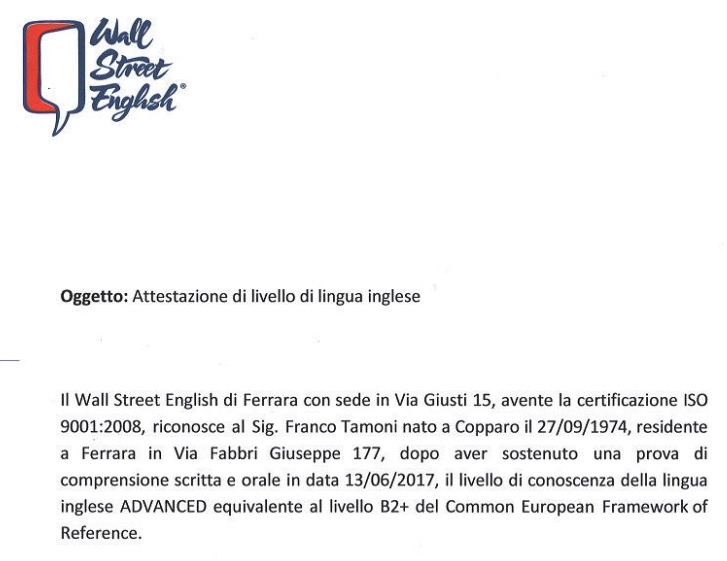 Wall
Street
English®
Oggetto: Attestazione di livello di lingua inglese
Il Wall Street English di Ferrara con sede in Via Giusti 15, avente la certificazione ISO
9001:2008, riconosce al Sig. Franco Tamoni nato a Copparo il 27/09/1974, residente
a Ferrara in Via Fabbri Giuseppe 177, dopo aver sostenuto una prova di
comprensione scritta e orale in data 13/06/2017, il livello di conoscenza della lingua
inglese ADVANCED equivalente al livello B2+ del Common European Framework of
Reference.